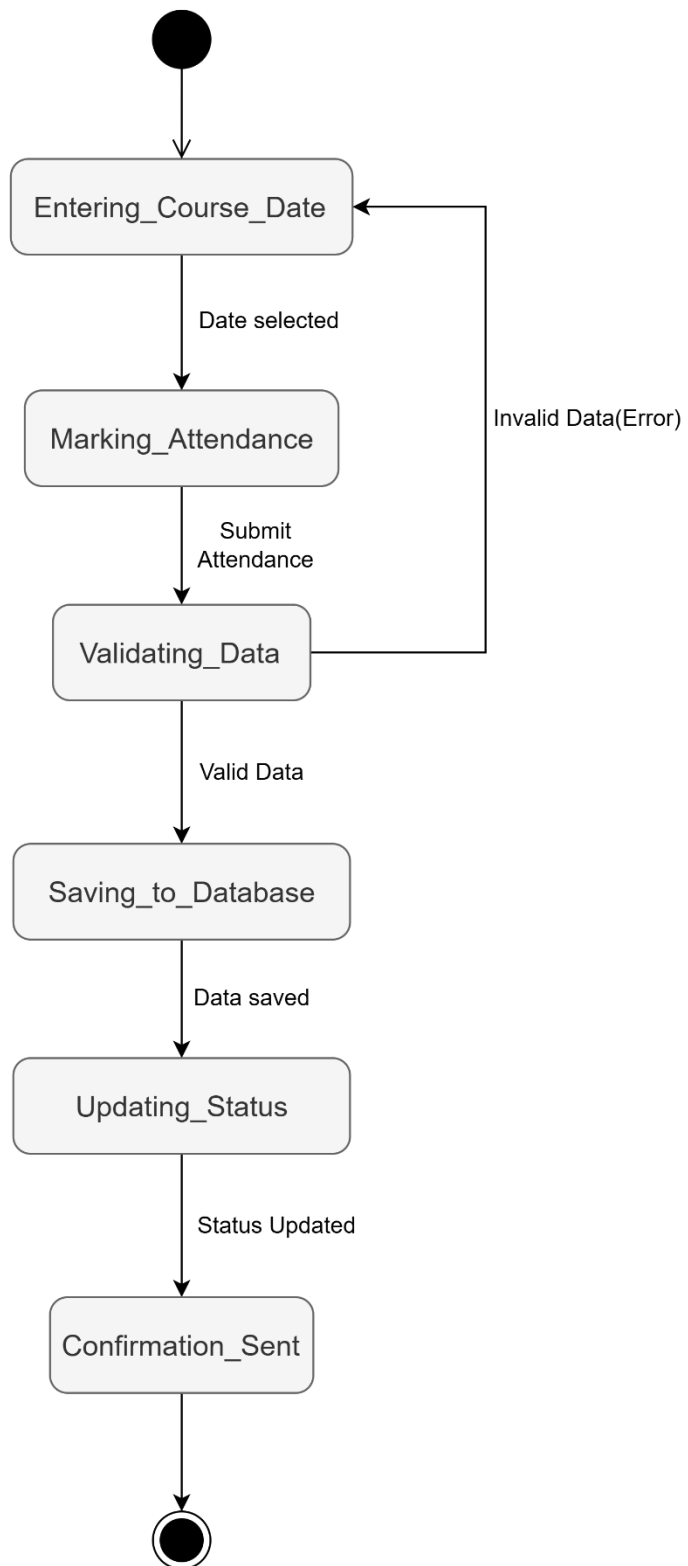 Entering_Course_Date
Date selected
Marking_Attendance
Invalid Data(Error)
Submit
Attendance
Validating_Data
Valid Data
Saving_to_Database
Data saved
Updating_Status
Status Updated
Confirmation_Sent